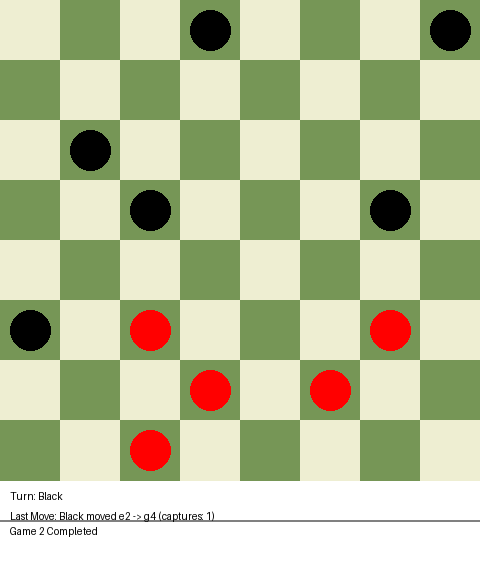 Turn: Black
Last Move: Black moved e2 -> g4 (captures: 1)
Game 2 Completed